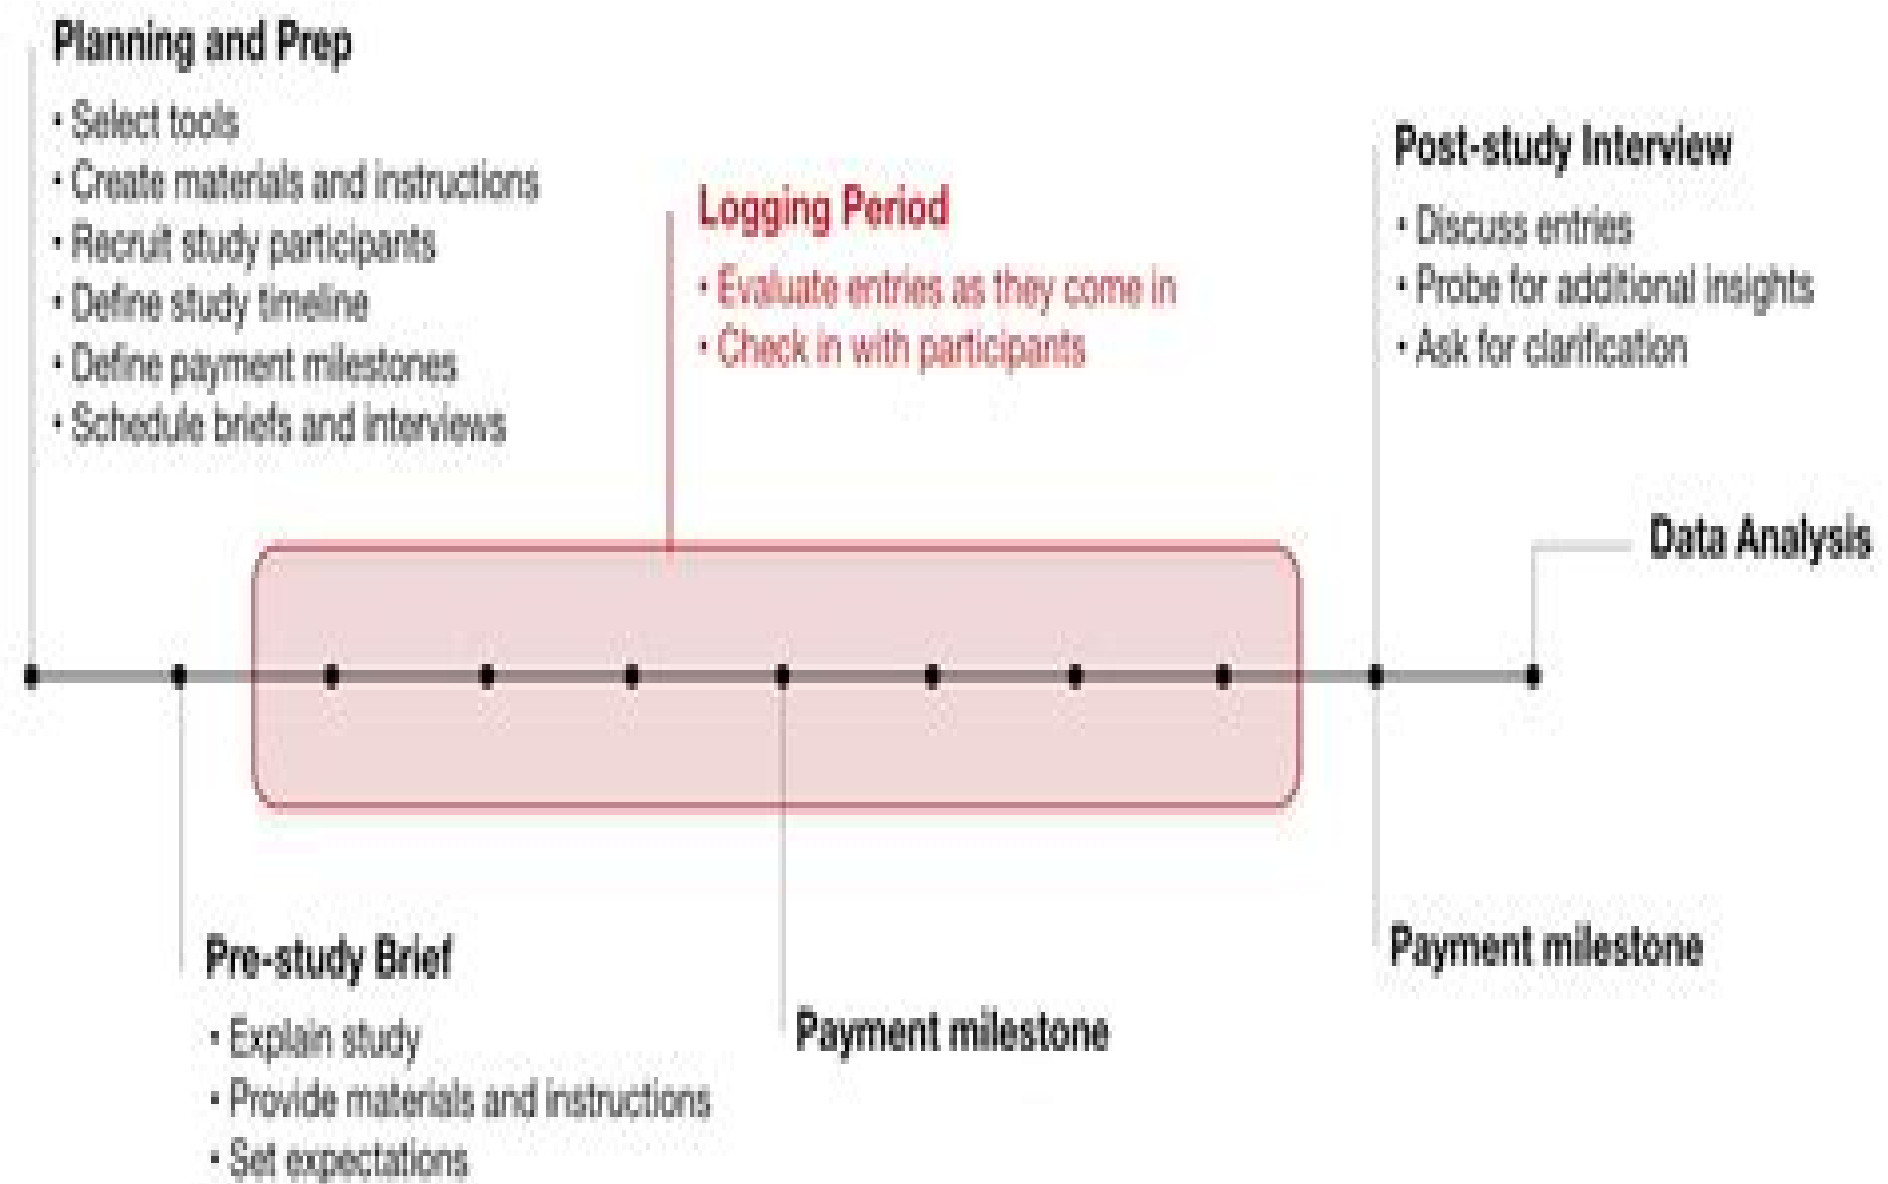 Planning and Prep
• Select tools
• Create materials and instructions
• Recruit study participants
• Define study timeline
• Define payment milestones
• Schedule briefs and interviews
Logging Period
• Evaluate entries as they come in
• Check in with participants
Post-study Interview
• Discuss entries
• Probe for additional insights
• Ask for clarification
Data Analysis
Pre-study Brief
• Explain study
• Provide materials and instructions
• Set expectations
Payment milestone
Payment milestone